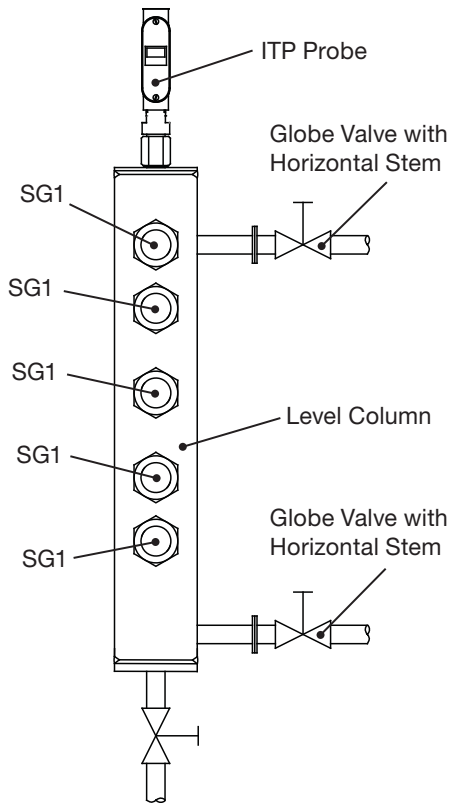 ITP Probe
Globe Valve with
Horizontal Stem
SG1
SG1
SG1
Level Column
SG1
Globe Valve with
Horizontal Stem
SG1